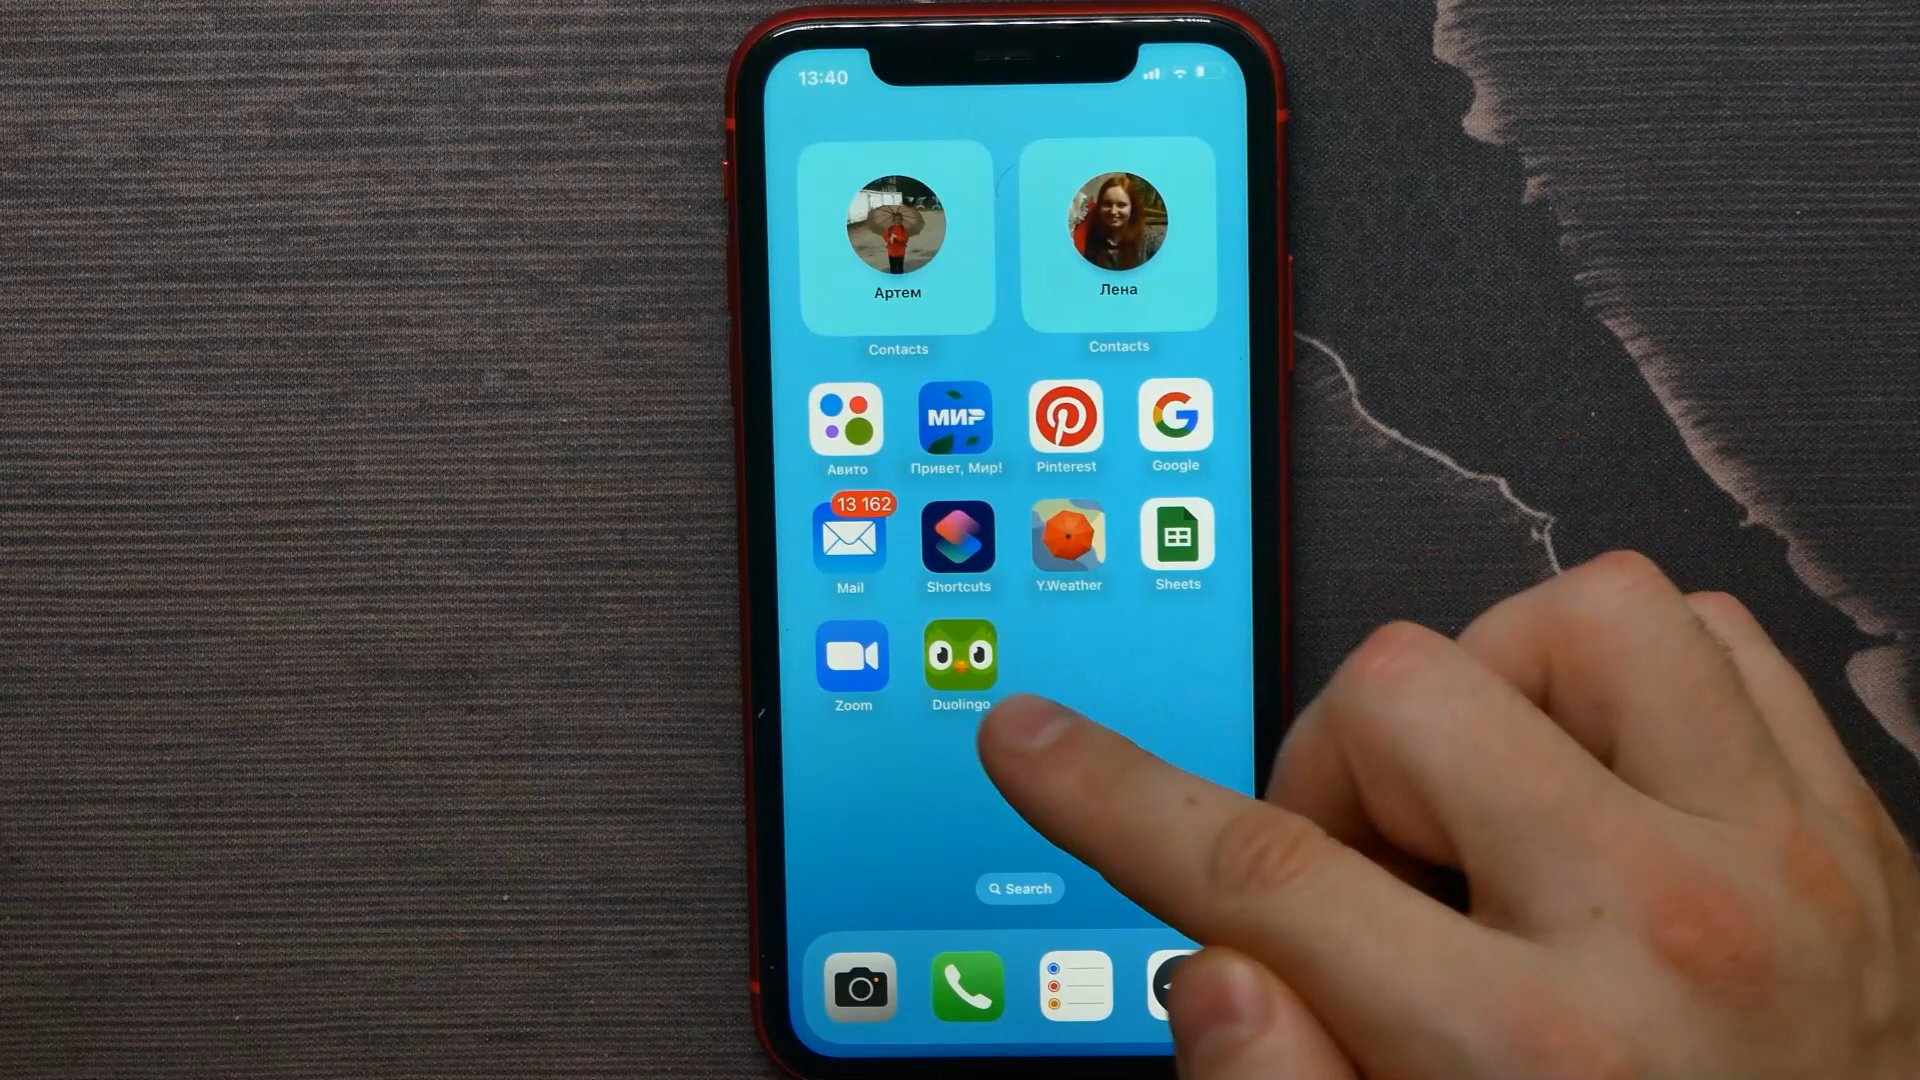 13:40
Артем
Лена
Contacts
Contacts
МИР
Авито
Привет, Мир!
Pinterest
Google
13 162
Mail
Shortcuts
Y.Weather
Sheets
Zoom
Duolingo
Search